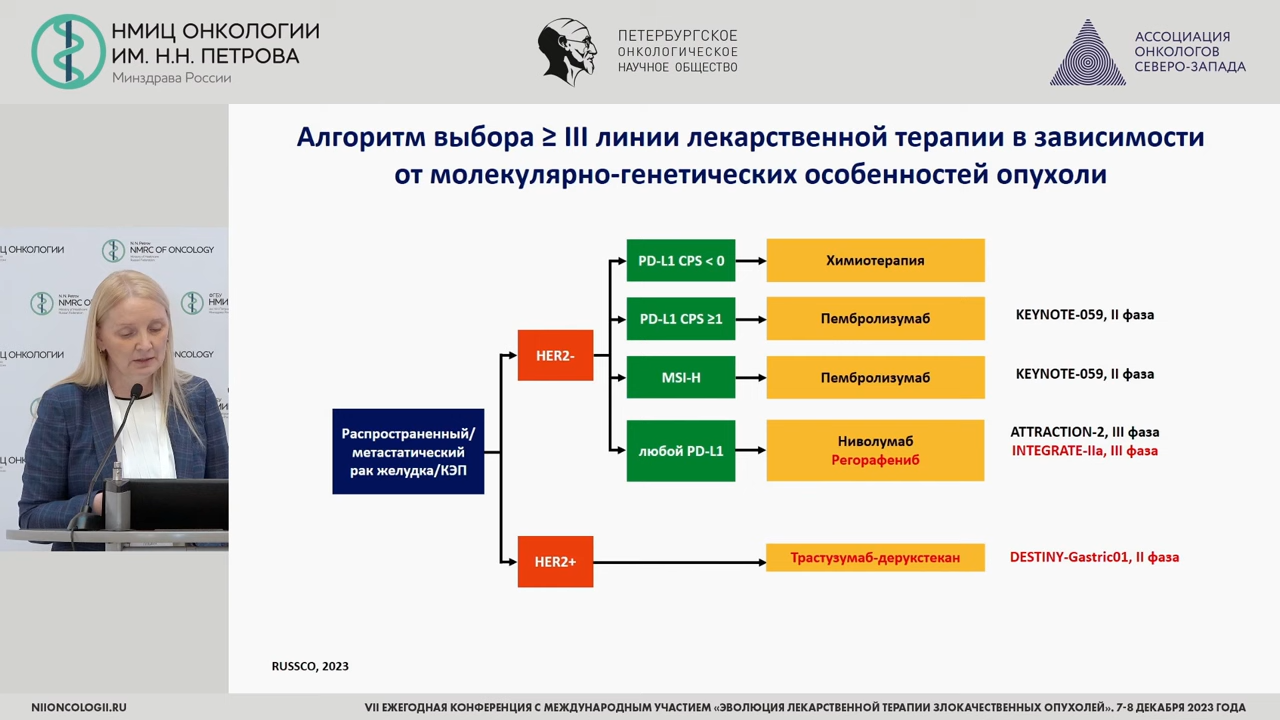 НМИЦ ОНКОЛОГИИ
ИМ. Н.Н. ПЕТРОВА
Минздрава России
ПЕТЕРБУРГСКОЕ
ОНКОЛОГИЧЕСКОЕ
НАУЧНОЕ ОБЩЕСТВО
АССОЦИАЦИЯ
ОНКОЛОГОВ
СЕВЕРО-ЗАПАДА
Алгоритм выбора ≥ III линии лекарственной терапии в зависимости
от молекулярно-генетических особенностей опухоли
PD-L1 CPS < 0
Химиотерапия
PD-L1 CPS ≥1
Пембролизумаб
KEYNOTE-059, II фаза
HER2-
MSI-H
Пембролизумаб
KEYNOTE-059, II фаза
Распространенный/
метастатический
рак желудка/КЭП
любой PD-L1
Ниволумаб
Регорафениб
ATTRACTION-2, III фаза
INTEGRATE-IIa, III фаза
HER2+
Трастузумаб-дерукстекан
DESTINY-Gastric01, II фаза
RUSSCO, 2023
ОНКОЛОГИИ
NMRC OF ONCOLOGY
NIIONCOLOGII.RU
VII ЕЖЕГОДНАЯ КОНФЕРЕНЦИЯ С МЕЖДУНАРОДНЫМ УЧАСТИЕМ «ЭВОЛЮЦИЯ ЛЕКАРСТВЕННОЙ ТЕРАПИИ ЗЛОКАЧЕСТВЕННЫХ ОПУХОЛЕЙ». 7-8 ДЕКАБРЯ 2023 ГОДА